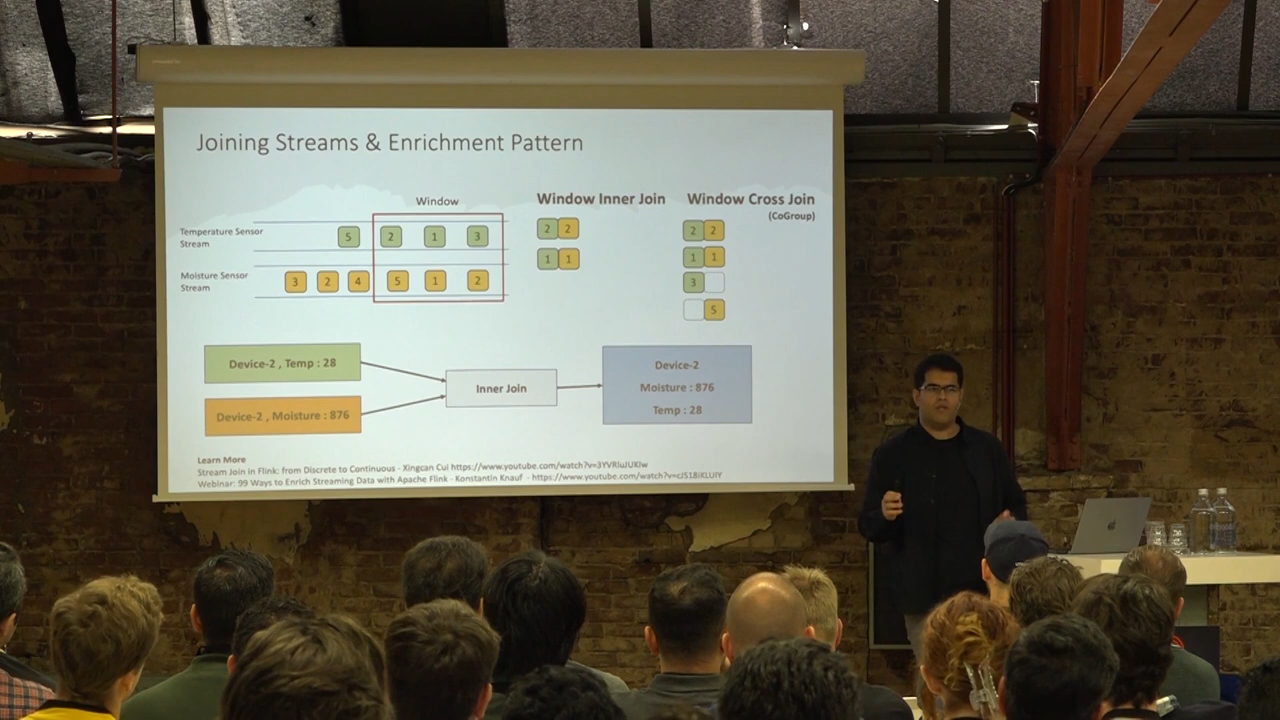 Joining Streams & Enrichment Pattern
Window
Window Inner Join
Window Cross Join
(CoGroup)
Temperature Sensor
Stream
5 2 1 3
Moisture Sensor
Stream
3 2 4 5 1 2
2 2
1 1
2 2
1 1
3
5
Device-2 , Temp : 28
Device-2 , Moisture : 876
Inner Join
Device-2
Moisture : 876
Temp : 28
Learn More
Stream Join in Flink: from Discrete to Continuous - Xingcan Cui
Webinar: 99 Ways to Enrich Streaming Data with Apache Flink - Konstantin Knauf -